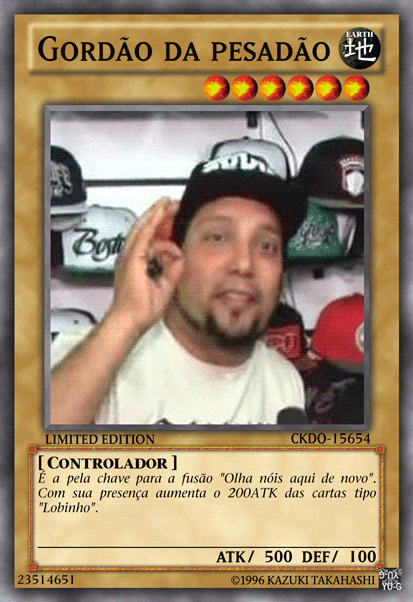 GORDÃO DA PESADÃO
EARTH
地
Bosto
LIMITED EDITION
CKDO-15654
[ CONTROLADOR ]
É a pela chave para a fusão "Olha nóis aqui de novo".
Com sua presença aumenta o 200ATK das cartas tipo
"Lobinho".
ATK/ 500 DEF/ 100
23514651
©1996 KAZUKI TAKAHASHI